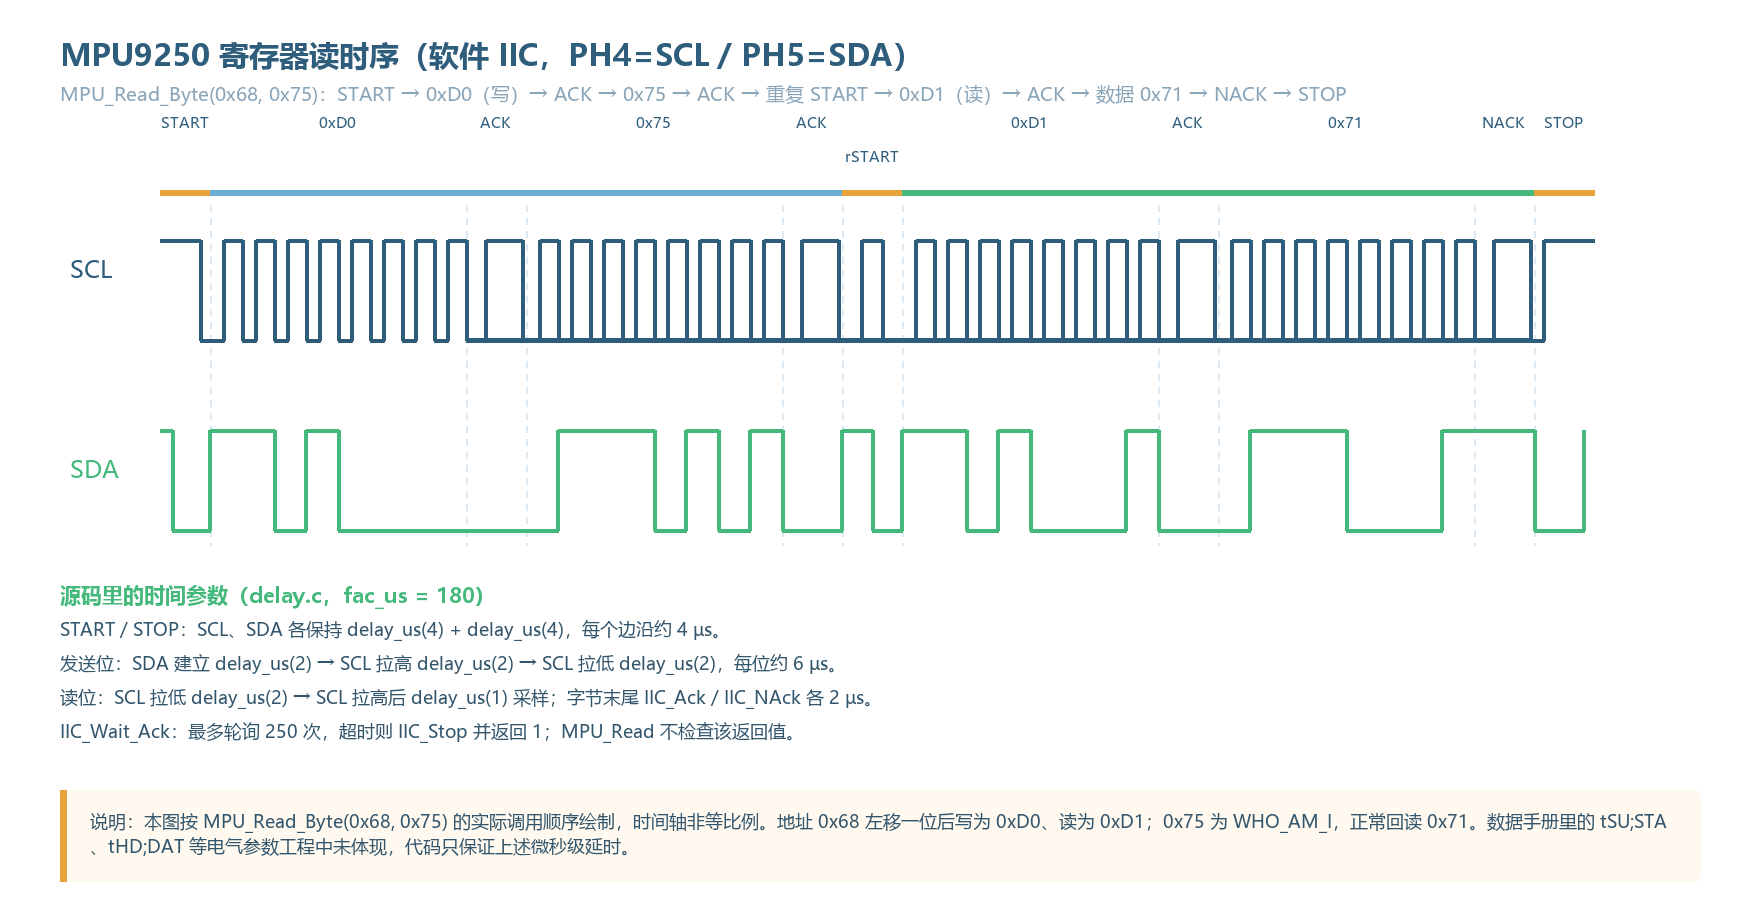 MPU9250 寄存器读时序（软件 IIC，PH4=SCL / PH5=SDA）
MPU_Read_Byte(0x68, 0x75)：START → 0xD0（写）→ ACK → 0x75 → ACK → 重复 START → 0xD1（读）→ ACK → 数据 0x71 → NACK → STOP
START 0xD0 ACK 0x75 ACK 0xD1 ACK 0x71 NACK STOP
rSTART
SCL
SDA
源码里的时间参数（delay.c，fac_us = 180）
START / STOP：SCL、SDA 各保持 delay_us(4) + delay_us(4)，每个边沿约 4 µs。
发送位：SDA 建立 delay_us(2) → SCL 拉高 delay_us(2) → SCL 拉低 delay_us(2)，每位约 6 µs。
读位：SCL 拉低 delay_us(2) → SCL 拉高后 delay_us(1) 采样；字节末尾 IIC_Ack / IIC_NAck 各 2 µs。
IIC_Wait_Ack：最多轮询 250 次，超时则 IIC_Stop 并返回 1；MPU_Read 不检查该返回值。
说明：本图按 MPU_Read_Byte(0x68, 0x75) 的实际调用顺序绘制，时间轴非等比例。地址 0x68 左移一位后写为 0xD0、读为 0xD1；0x75 为 WHO_AM_I，正常回读 0x71。数据手册里的 tSU;STA
、tHD;DAT 等电气参数工程中未体现，代码只保证上述微秒级延时。